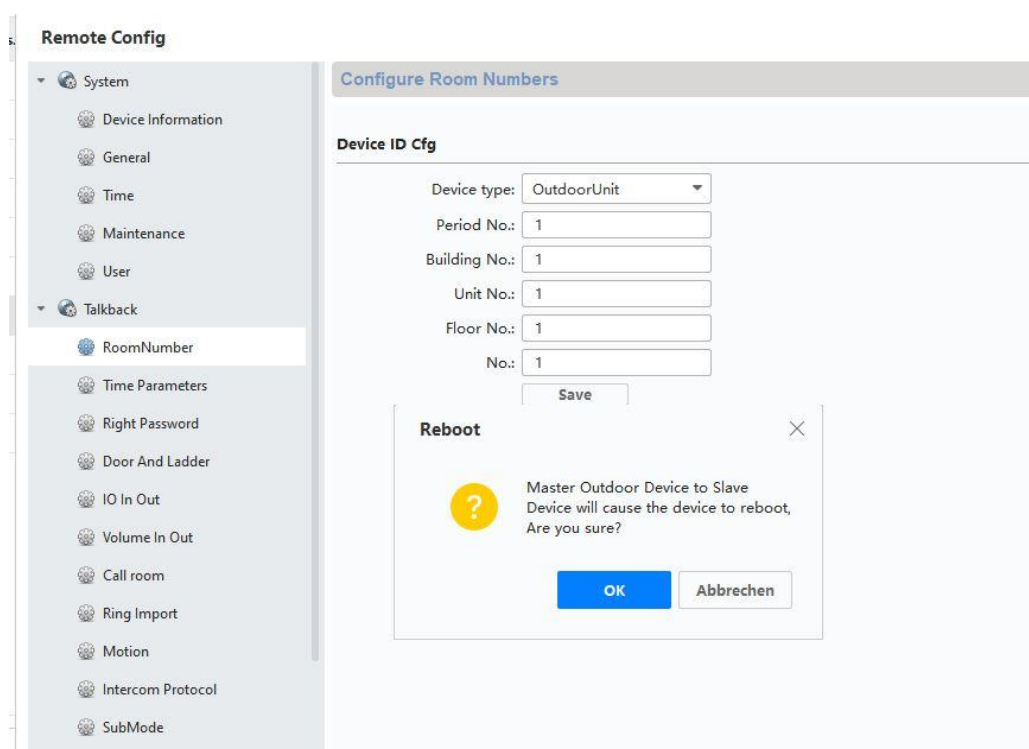 s.
Remote Config
System
Device Information
General
Time
Maintenance
User
Talkback
RoomNumber
Time Parameters
Right Password
Door And Ladder
IO In Out
Volume In Out
Call room
Ring Import
Motion
Intercom Protocol
SubMode
Configure Room Numbers
Device ID Cfg
Device type: OutdoorUnit
Period No.: 1
Building No.: 1
Unit No.: 1
Floor No.: 1
No.: 1
Save
Reboot
Master Outdoor Device to Slave
Device will cause the device to reboot,
Are you sure?
OK Abbrechen